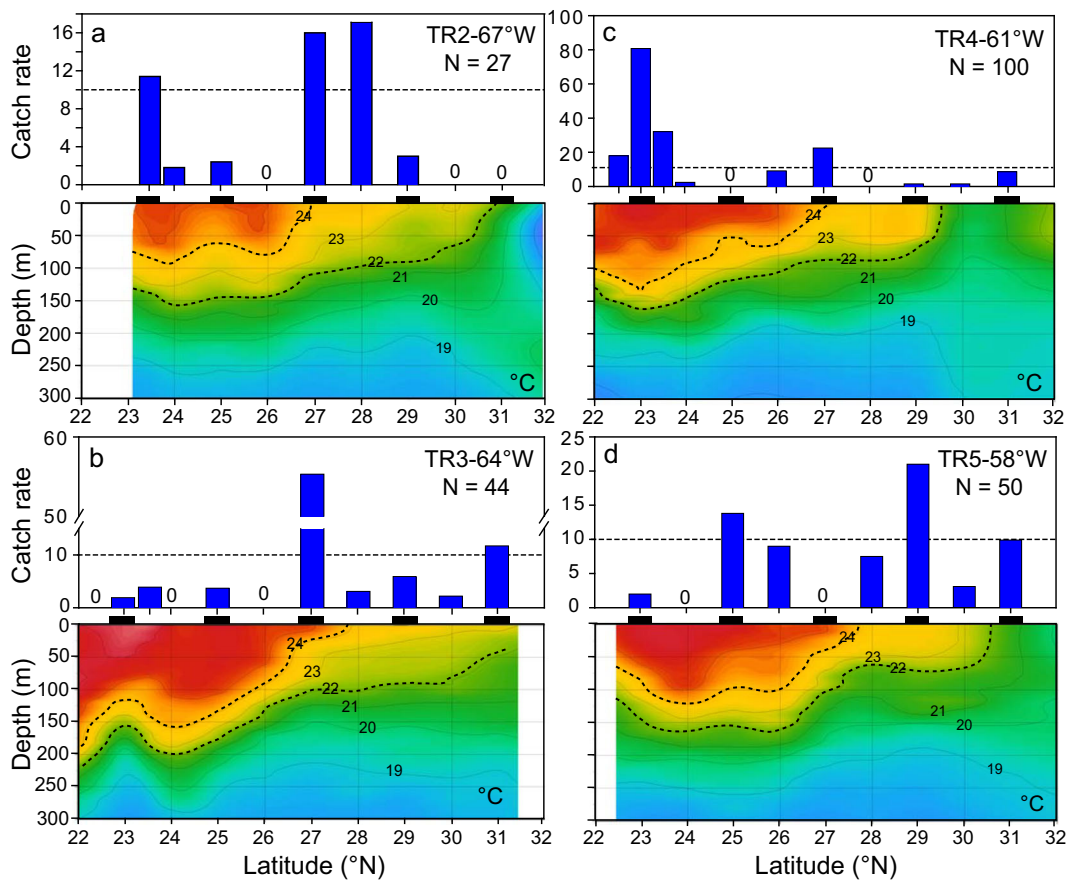 a
TR2-67°W
N = 27
Catch rate
16
12
8
4
0
0
0
0
24
23
22
21
20
19
°C
Depth (m)
0
50
100
150
200
250
300
22 23 24 25 26 27 28 29 30 31 32
c
TR4-61°W
N = 100
100
80
60
40
20
0
0
0
24
23
22
21
20
19
°C
22 23 24 25 26 27 28 29 30 31 32
b
TR3-64°W
N = 44
Catch rate
60
50
10
0
0
0
0
24
23
22
21
20
19
°C
Depth (m)
0
50
100
150
200
250
300
22 23 24 25 26 27 28 29 30 31 32
Latitude (°N)
d
TR5-58°W
N = 50
25
20
15
10
5
0
0
0
24
23
22
21
20
19
°C
22 23 24 25 26 27 28 29 30 31 32
Latitude (°N)